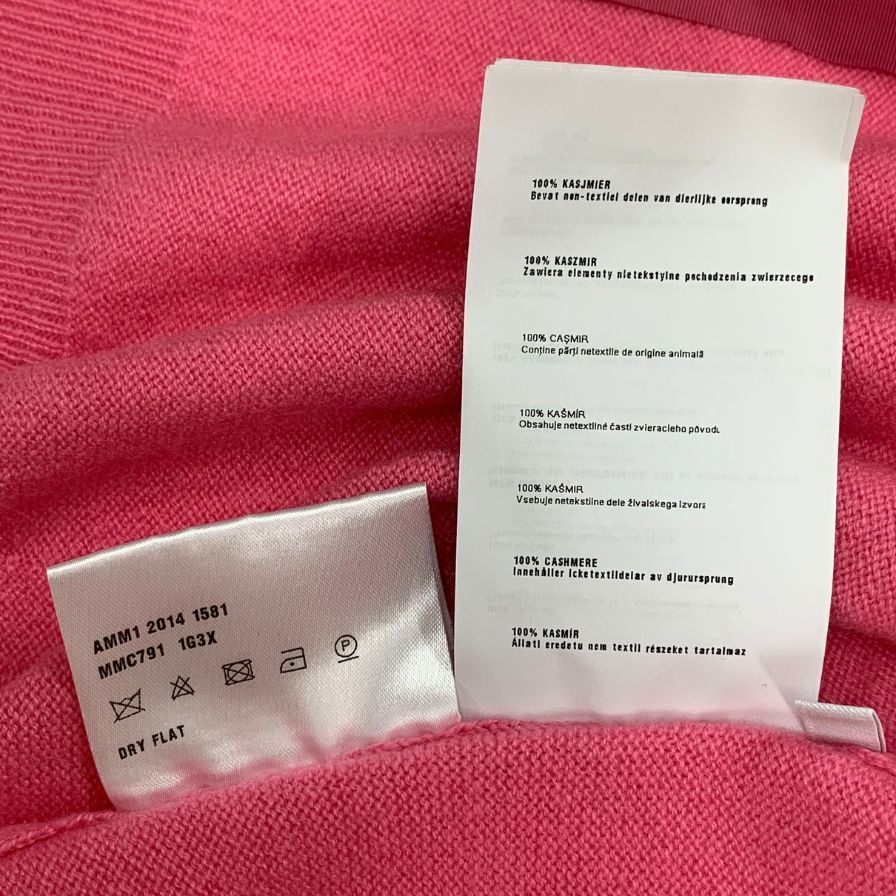 100% KASJMIER
Bevat non-textiel delen van dierlijke oorsprong
100% KASZMIR
Zawiera elementy nietekstylne pochodzenia zwierzecego
100% CAŞMIR
Conține părți netextile de origine animală
100% KAŠMÍR
Obsahuje netextilné časti zvieracieho pôvodu
100% KAŠMIR
Vsebuje netekstilne dele živalskega izvora
100% CASHMERE
Innehåller icketextildelar av djurursprung
100% KASMÍR
Állati eredetu nem textil részeket tartalmaz
AMM1 2014 1581
MMC791 1G3X
P
DRY FLAT